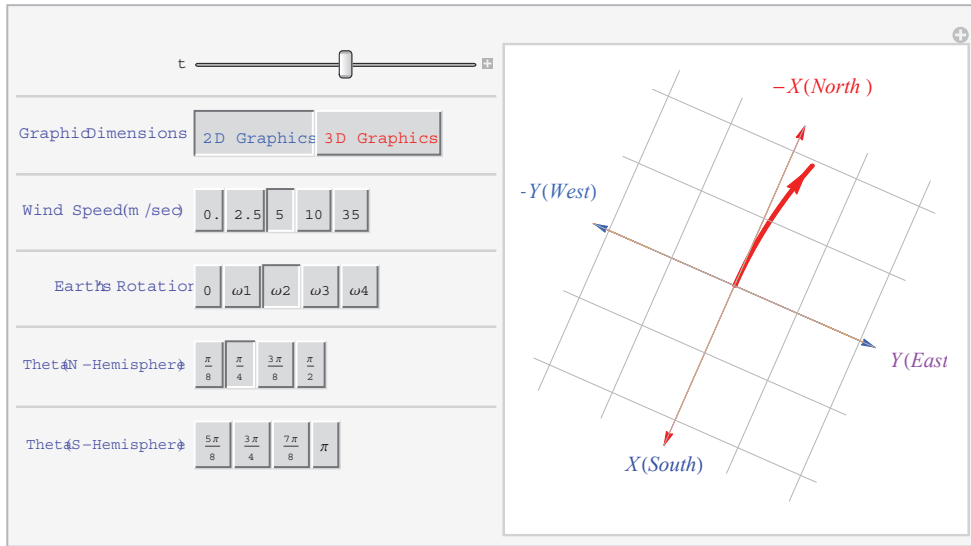 t
Graphic Dimensions 2D Graphics 3D Graphics
Wind Speed(m/sec) 0. 2.5 5 10 35
Earth's Rotation 0 ω1 ω2 ω3 ω4
Theta(N-Hemisphere) π/8 π/4 3π/8 π/2
Theta(S-Hemisphere) 5π/8 3π/4 7π/8 π
-X(North )
-Y(West)
Y(East
X(South)